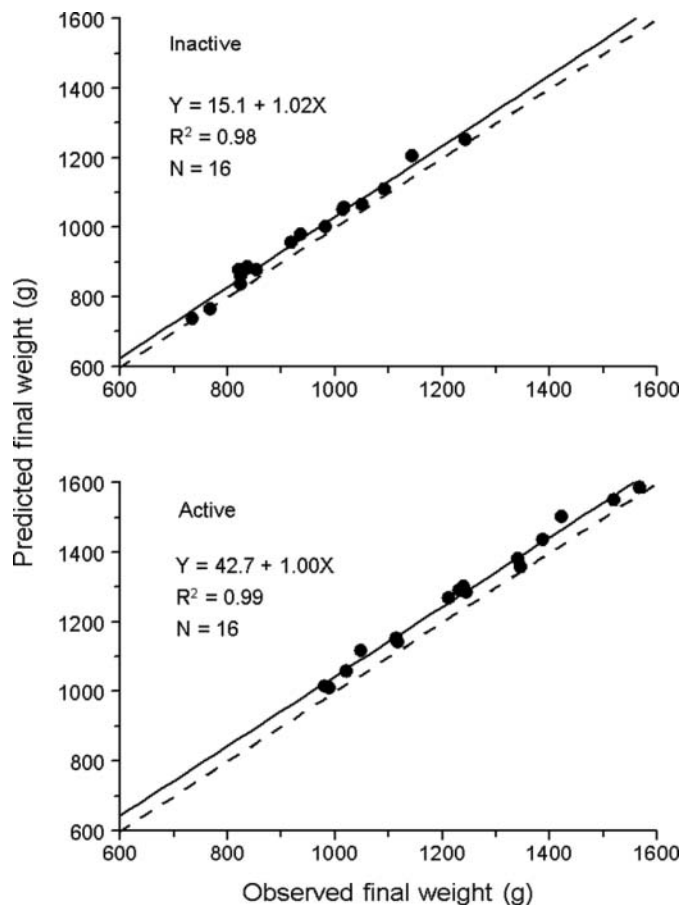 Predicted final weight (g)
1600
1400
1200
1000
800
600
Inactive
Y = 15.1 + 1.02X
R² = 0.98
N = 16
600 800 1000 1200 1400 1600
1600
1400
1200
1000
800
600
Active
Y = 42.7 + 1.00X
R² = 0.99
N = 16
600 800 1000 1200 1400 1600
Observed final weight (g)